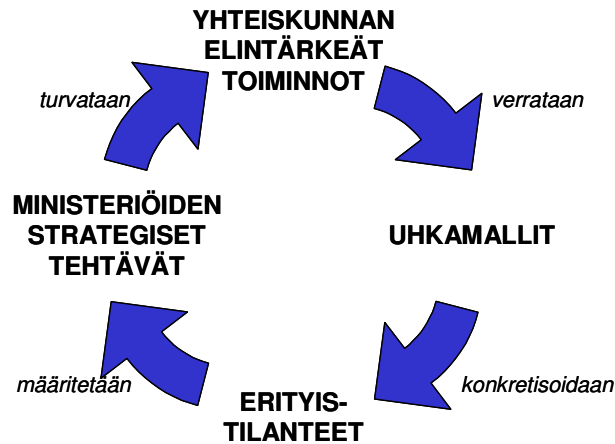 YHTEISKUNNAN
ELINTÄRKEÄT
TOIMINNOT
turvataan
verrataan
MINISTERIÖIDEN
STRATEGISET
TEHTÄVÄT
UHKAMALLIT
määritetään
konkretisoidaan
ERITYIS-
TILANTEET